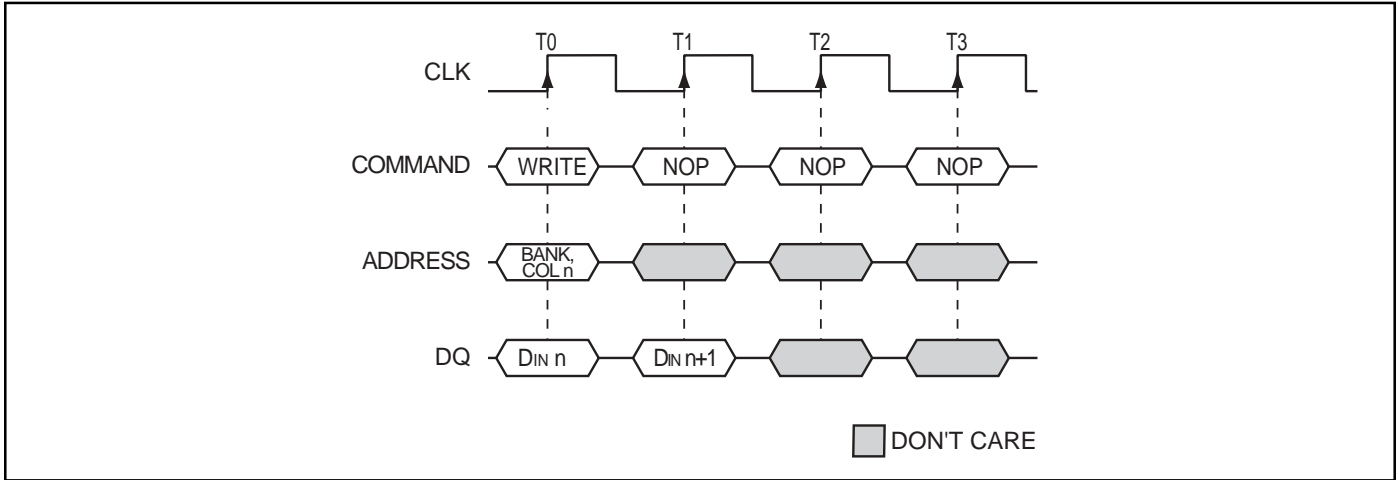 T0 T1 T2 T3
CLK
COMMAND WRITE NOP NOP NOP
ADDRESS BANK,
COL n
DQ DIN n DIN n+1
DON'T CARE